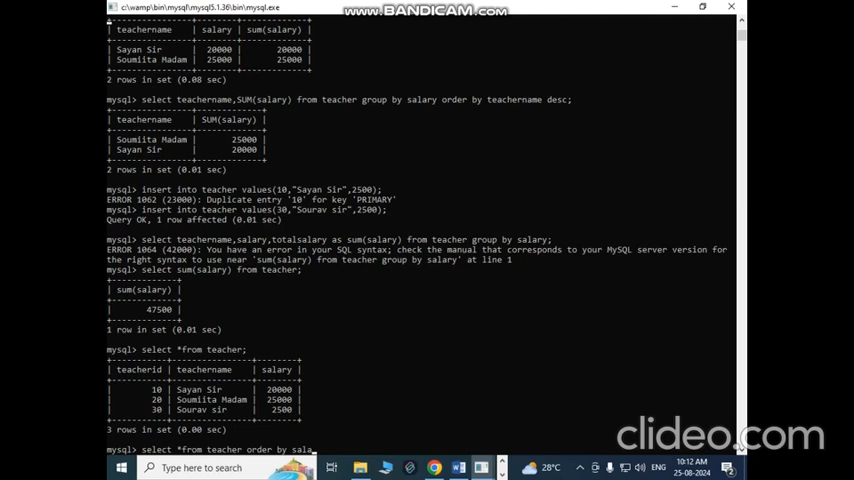 c:\wamp\bin\mysql\mysql5.1.36\bin\mysql.exe
WWW.BANDICAM.COM
+----------------+--------+-------------+
| teachername | salary | sum(salary) |
+----------------+--------+-------------+
| Sayan Sir | 20000 | 20000 |
| Soumiita Madam | 25000 | 25000 |
+----------------+--------+-------------+
2 rows in set (0.08 sec)
mysql> select teachername,SUM(salary) from teacher group by salary order by teachername desc;
+----------------+-------------+
| teachername | SUM(salary) |
+----------------+-------------+
| Soumiita Madam | 25000 |
| Sayan Sir | 20000 |
+----------------+-------------+
2 rows in set (0.01 sec)
mysql> insert into teacher values(10,"Sayan Sir",2500);
ERROR 1062 (23000): Duplicate entry '10' for key 'PRIMARY'
mysql> insert into teacher values(30,"Sourav sir",2500);
Query OK, 1 row affected (0.01 sec)
mysql> select teachername,salary,totalsalary as sum(salary) from teacher group by salary;
ERROR 1064 (42000): You have an error in your SQL syntax; check the manual that corresponds to your MySQL server version for
the right syntax to use near 'sum(salary) from teacher group by salary' at line 1
mysql> select sum(salary) from teacher;
+-------------+
| sum(salary) |
+-------------+
| 47500 |
+-------------+
1 row in set (0.01 sec)
mysql> select *from teacher;
+-----------+----------------+--------+
| teacherid | teachername | salary |
+-----------+----------------+--------+
| 10 | Sayan Sir | 20000 |
| 20 | Soumiita Madam | 25000 |
| 30 | Sourav sir | 2500 |
+-----------+----------------+--------+
3 rows in set (0.00 sec)
mysql> select *from teacher order by sala
clideo.com
Type here to search
28°C
ENG
10:12 AM
25-08-2024
2